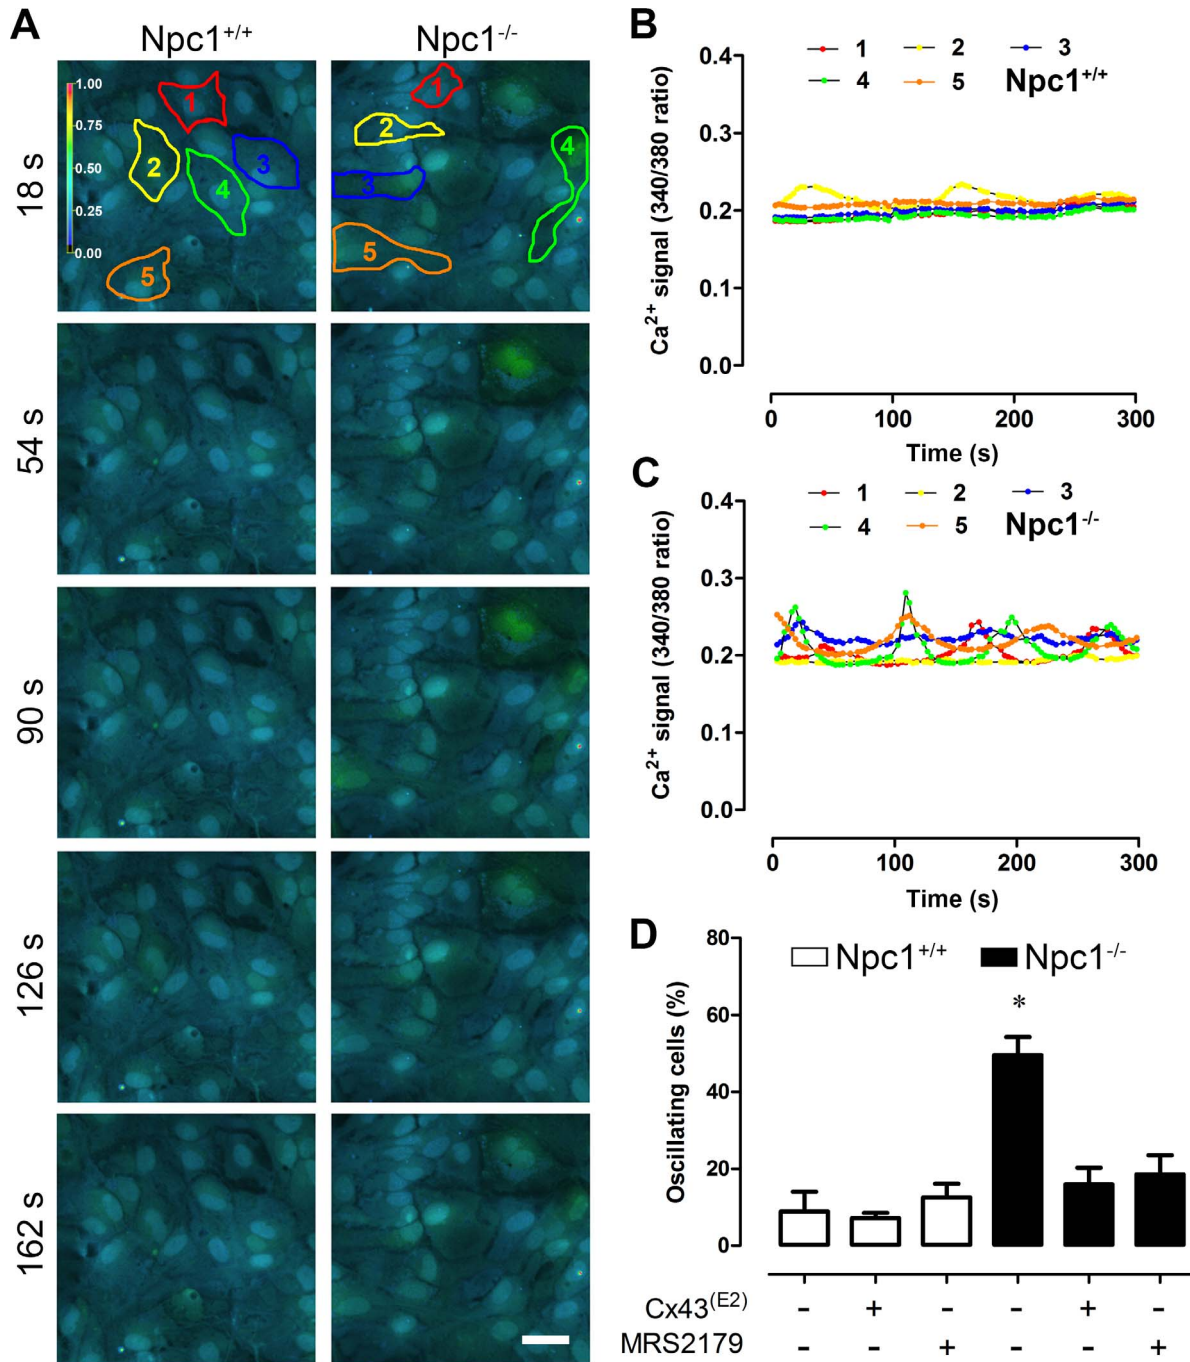 A
Npc1+/+
Npc1-/-
18 s
1.00
0.75
0.50
0.25
0.00
1
2
3
4
5
1
2
3
4
5
54 s
90 s
126 s
162 s
B
Ca2+ signal (340/380 ratio)
0.4
0.3
0.2
0.1
0.0
1 2 3
4 5 Npc1+/+
0 100 200 300
Time (s)
C
Ca2+ signal (340/380 ratio)
0.4
0.3
0.2
0.1
0.0
1 2 3
4 5 Npc1-/-
0 100 200 300
Time (s)
D
Oscillating cells (%)
80
60
40
20
0
Npc1+/+ Npc1-/-
*
Cx43(E2) - + - - + -
MRS2179 - - + - - +